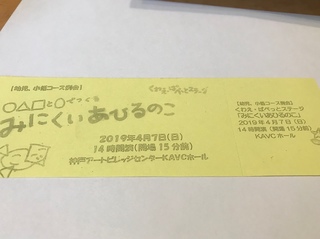 【幼児、小低コース例会】
くわえ・ぱぺっとステージ
○△□と○でつくる
みにくいあひるのこ
2019年4月7日(日)
14時開演(開場15分前)
神戸アートビレッジセンターKAVCホール
【幼児、小低コース例会】
くわえ・ぱぺっとステージ
「みにくいあひるのこ」
2019年4月7日(日)
14時開演(開場15分前)
KAVCホール